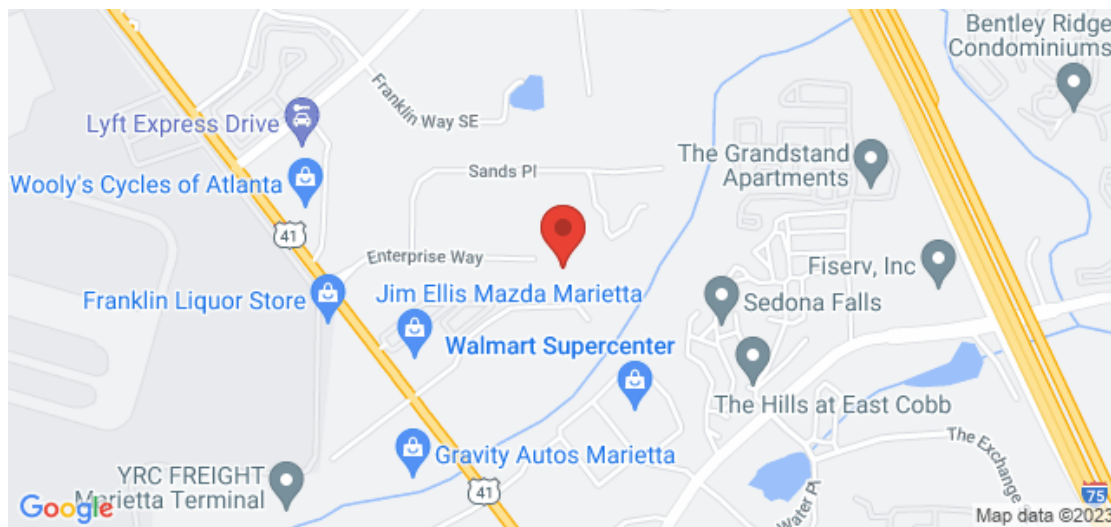 Bentley Ridge
Condominiums
Franklin Way SE
Lyft Express Drive
The Grandstand
Apartments
Sands Pl
Wooly's Cycles of Atlanta
41
Enterprise Way
Fiserv, Inc
Franklin Liquor Store
Jim Ellis Mazda Marietta
Sedona Falls
Walmart Supercenter
The Hills at East Cobb
The Exchange
Gravity Autos Marietta
YRC FREIGHT
Marietta Terminal
41
Water Pl
75
Google
Map data ©2023